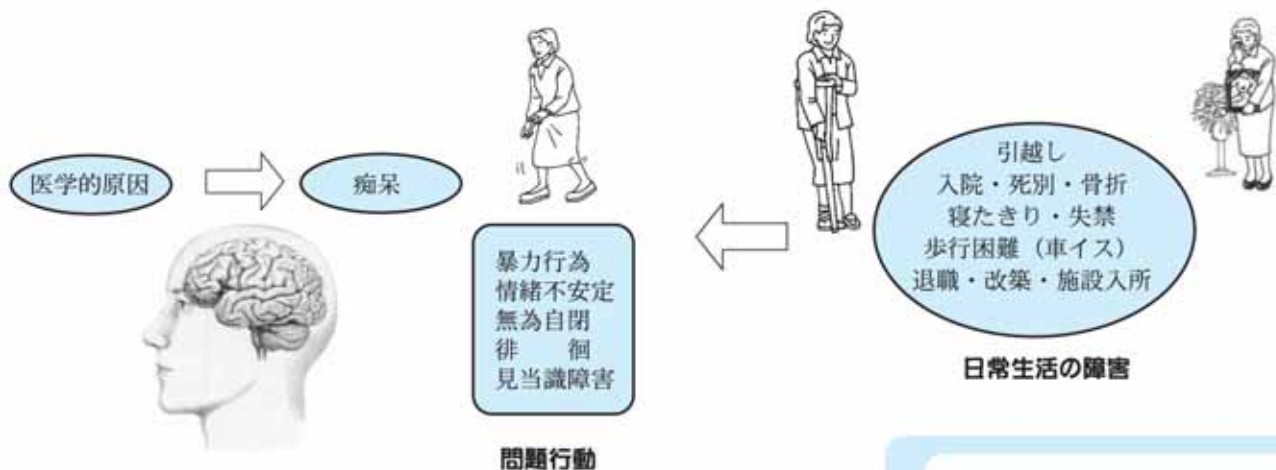 医学的原因
痴呆
暴力行為
情緒不安定
無為自閉
徘　　徊
見当識障害
問題行動
引越し
入院・死別・骨折
寝たきり・失禁
歩行困難（車イス）
退職・改築・施設入所
日常生活の障害